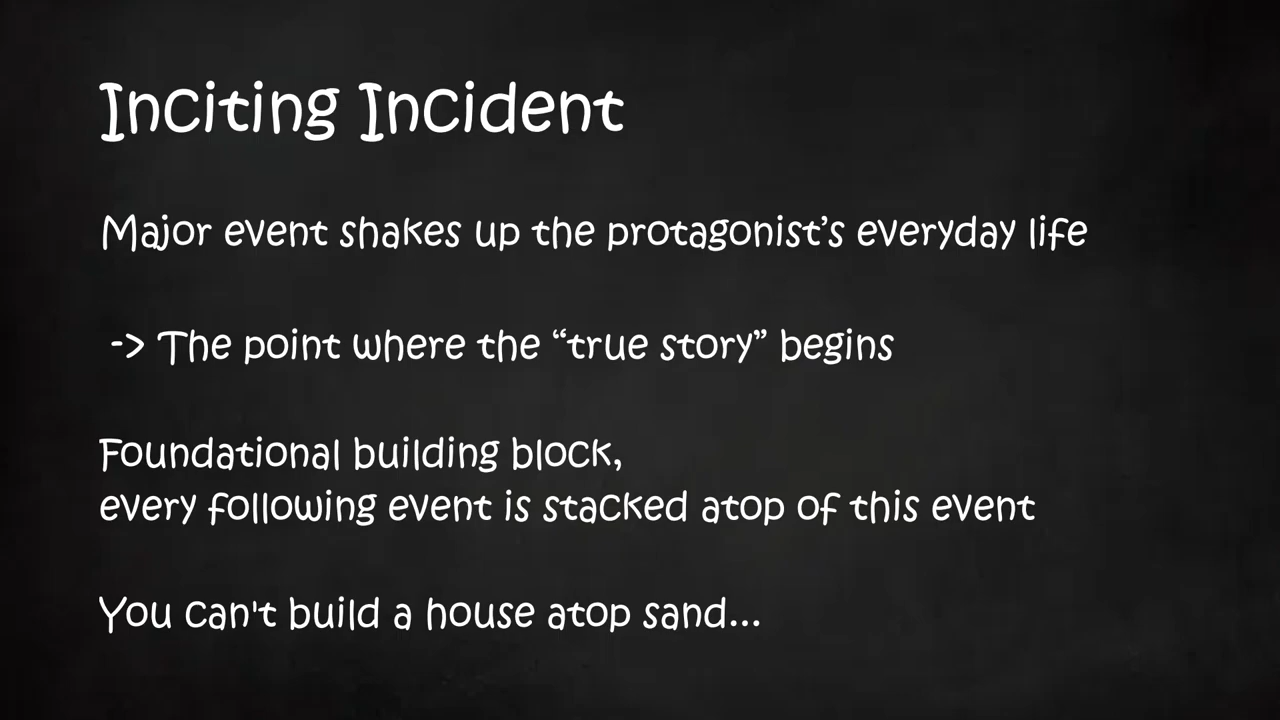 Inciting Incident
Major event shakes up the protagonist’s everyday life
-> The point where the “true story” begins
Foundational building block,
every following event is stacked atop of this event
You can't build a house atop sand...